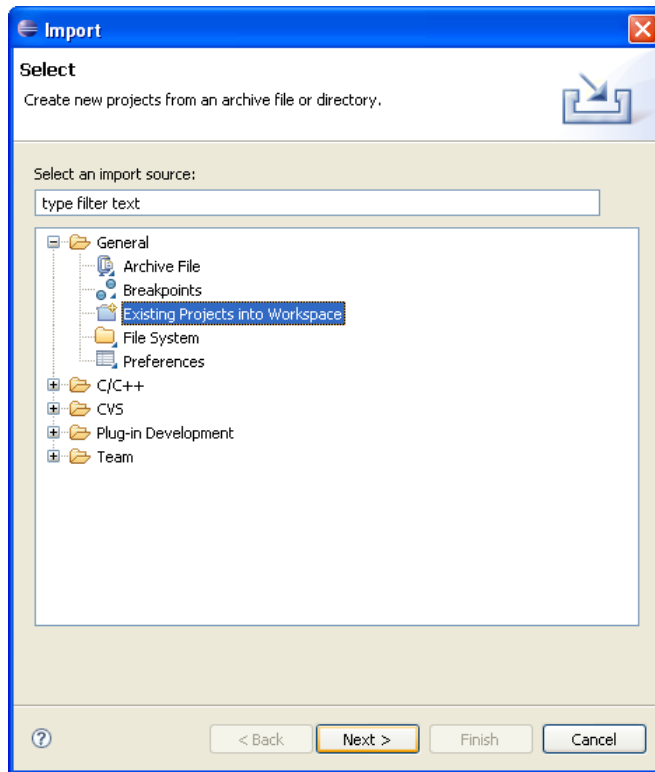 Import
Select
Create new projects from an archive file or directory.
Select an import source:
type filter text
General
Archive File
Breakpoints
Existing Projects into Workspace
File System
Preferences
C/C++
CVS
Plug-in Development
Team
?
< Back
Next >
Finish
Cancel